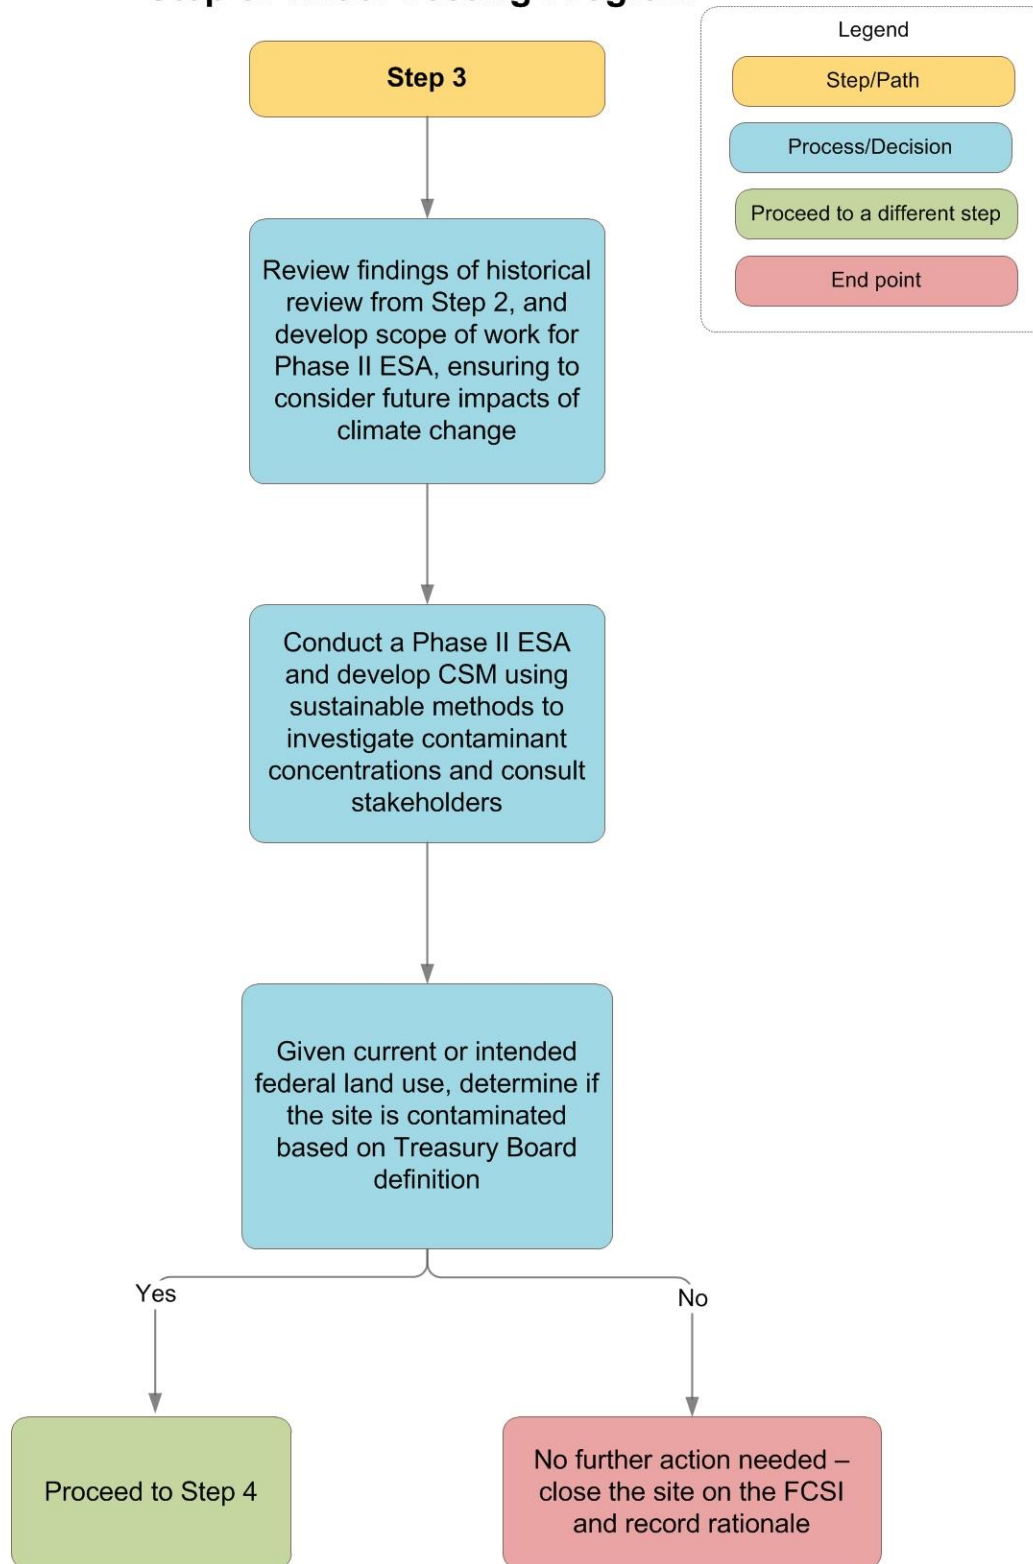 Legend
Step/Path
Process/Decision
Proceed to a different step
End point
Step 3
Review findings of historical
review from Step 2, and
develop scope of work for
Phase II ESA, ensuring to
consider future impacts of
climate change
Conduct a Phase II ESA
and develop CSM using
sustainable methods to
investigate contaminant
concentrations and consult
stakeholders
Given current or intended
federal land use, determine if
the site is contaminated
based on Treasury Board
definition
Yes
No
Proceed to Step 4
No further action needed –
close the site on the FCSI
and record rationale